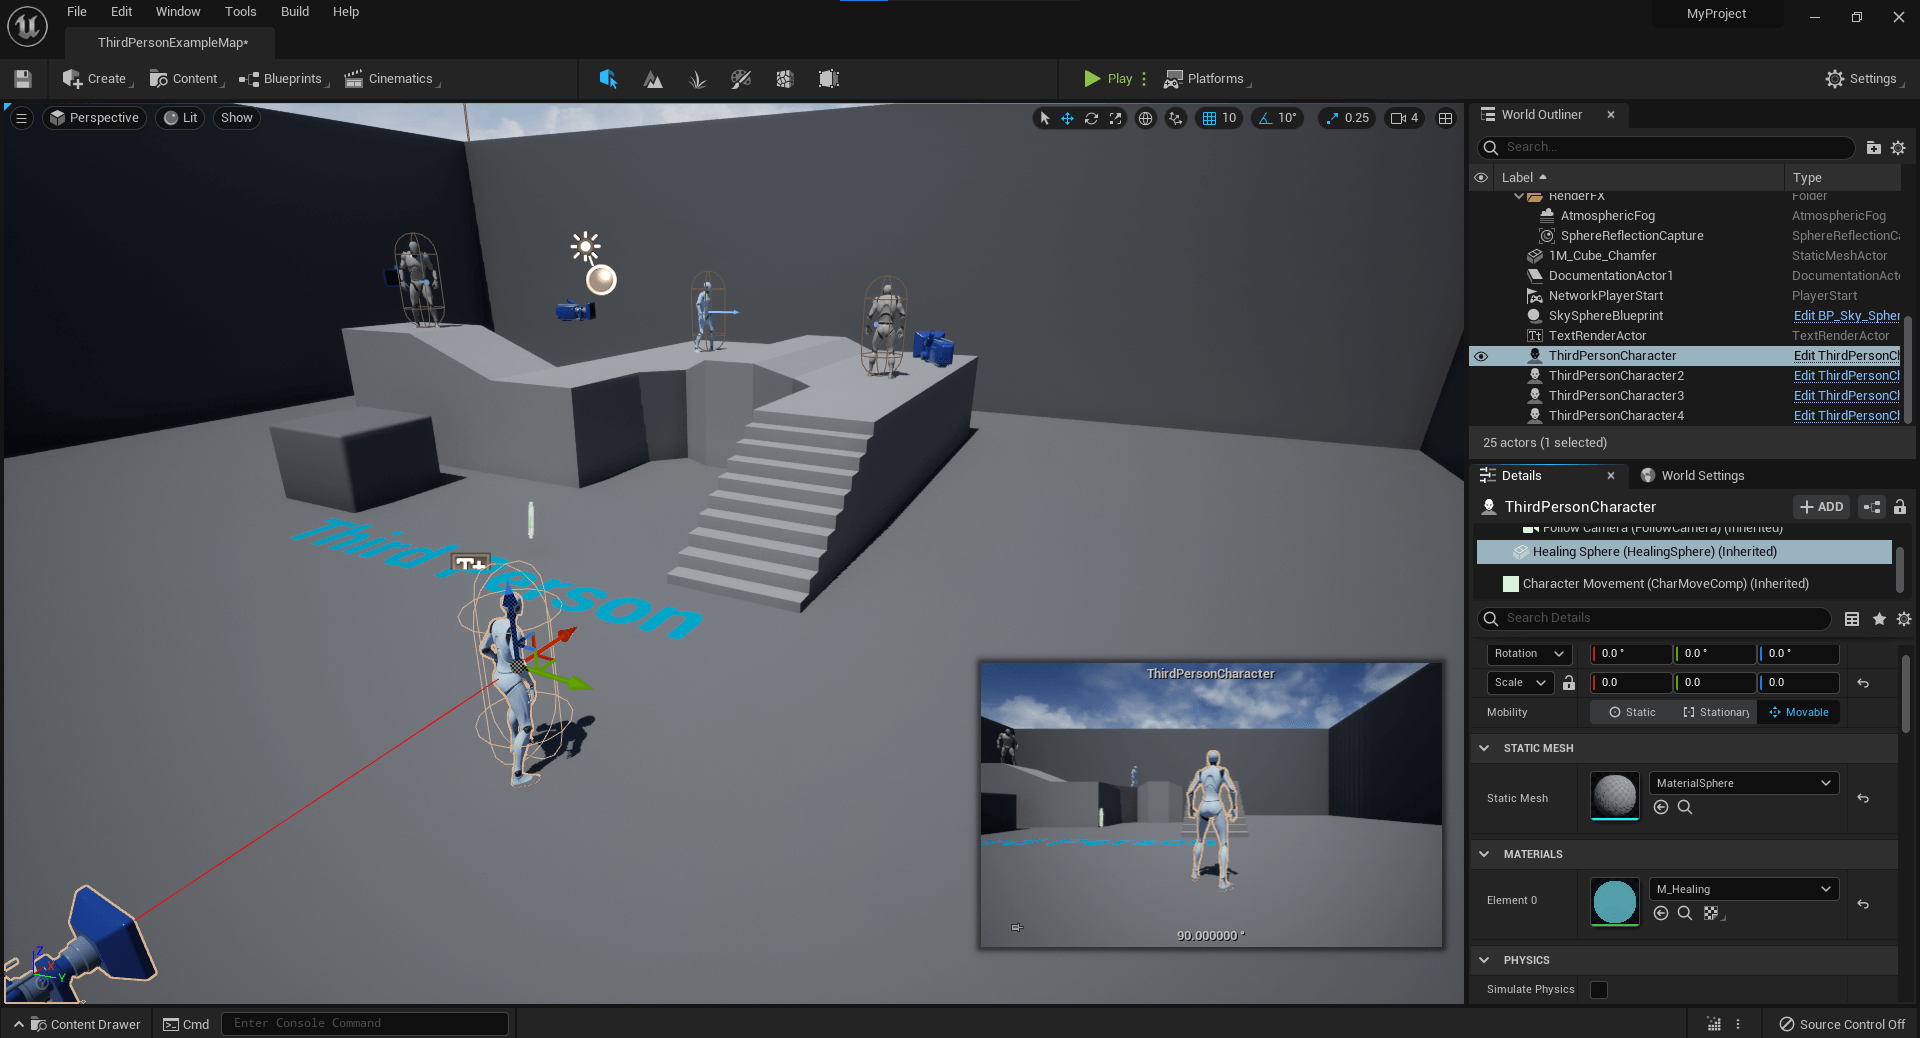 File Edit Window Tools Build Help
MyProject
ThirdPersonExampleMap*
Create Content Blueprints Cinematics Play Platforms Settings
Perspective Lit Show 10 10° 0.25 4
World Outliner
Search...
Label Type
RenderFX Folder
AtmosphericFog AtmosphericFog
SphereReflectionCapture SphereReflectionCa
1M_Cube_Chamfer StaticMeshActor
DocumentationActor1 DocumentationActo
NetworkPlayerStart PlayerStart
SkySphereBlueprint Edit BP_Sky_Spher
TextRenderActor TextRenderActor
ThirdPersonCharacter Edit ThirdPersonCh
ThirdPersonCharacter2 Edit ThirdPersonCh
ThirdPersonCharacter3 Edit ThirdPersonCh
ThirdPersonCharacter4 Edit ThirdPersonCh
25 actors (1 selected)
Details World Settings
ThirdPersonCharacter ADD
Follow Camera (FollowCamera) (Inherited)
Healing Sphere (HealingSphere) (Inherited)
Character Movement (CharMoveComp) (Inherited)
Search Details
Rotation 0.0 ° 0.0 ° 0.0 °
Scale 0.0 0.0 0.0
Mobility Static Stationary Movable
STATIC MESH
Static Mesh MaterialSphere
MATERIALS
Element 0 M_Healing
PHYSICS
Simulate Physics
Third Person
ThirdPersonCharacter
90.000000 °
Z
X
Y
Content Drawer Cmd Enter Console Command Source Control Off